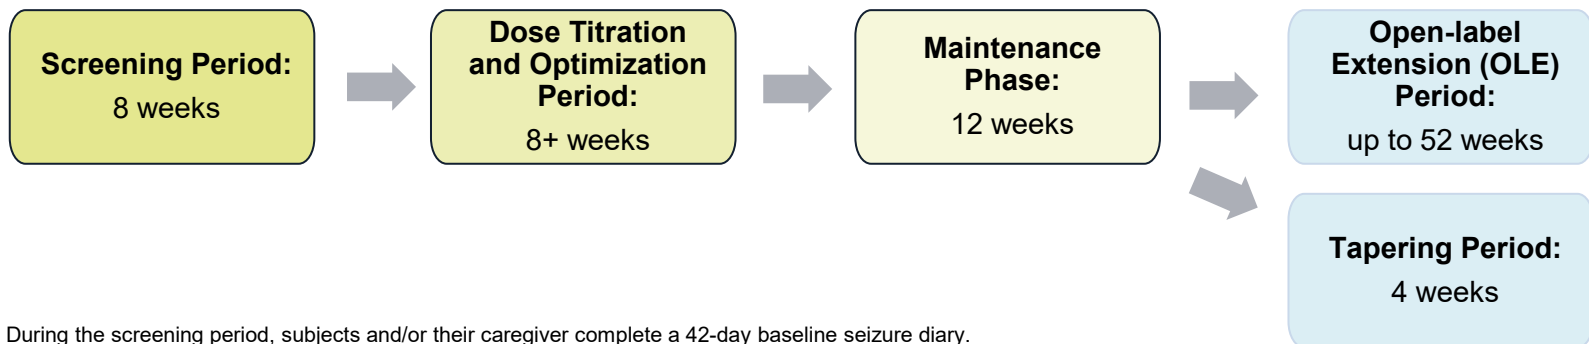 Screening Period:
8 weeks
Dose Titration
and Optimization
Period:
8+ weeks
Maintenance
Phase:
12 weeks
Open-label
Extension (OLE)
Period:
up to 52 weeks
Tapering Period:
4 weeks
During the screening period, subjects and/or their caregiver complete a 42-day baseline seizure diary.